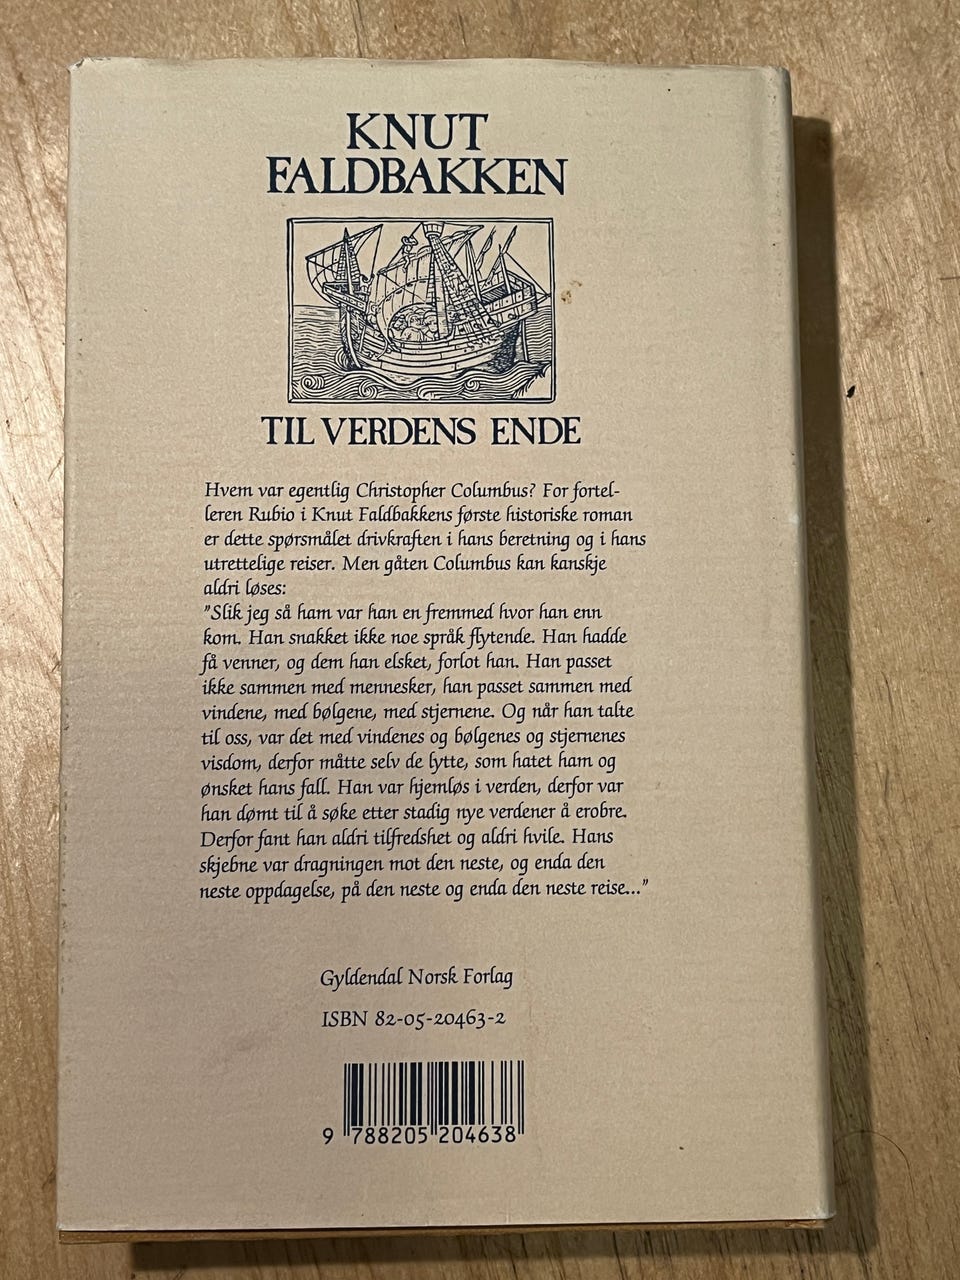 KNUT
FALDBAKKEN
TIL VERDENS ENDE
Hvem var egentlig Christopher Columbus? For fortel-
leren Rubio i Knut Faldbakkens første historiske roman
er dette spørsmålet drivkraften i hans beretning og i hans
utrettelige reiser. Men gåten Columbus kan kanskje
aldri løses:
"Slik jeg så ham var han en fremmed hvor han enn
kom. Han snakket ikke noe språk flytende. Han hadde
få venner, og dem han elsket, forlot han. Han passet
ikke sammen med mennesker, han passet sammen med
vindene, med bølgene, med stjernene. Og når han talte
til oss, var det med vindenes og bølgenes og stjernenes
visdom, derfor måtte selv de lytte, som hatet ham og
ønsket hans fall. Han var hjemløs i verden, derfor var
han dømt til å søke etter stadig nye verdener å erobre.
Derfor fant han aldri tilfredshet og aldri hvile. Hans
skjebne var dragningen mot den neste, og enda den
neste oppdagelse, på den neste og enda den neste reise..."
Gyldendal Norsk Forlag
ISBN 82-05-20463-2
9 788205 204638